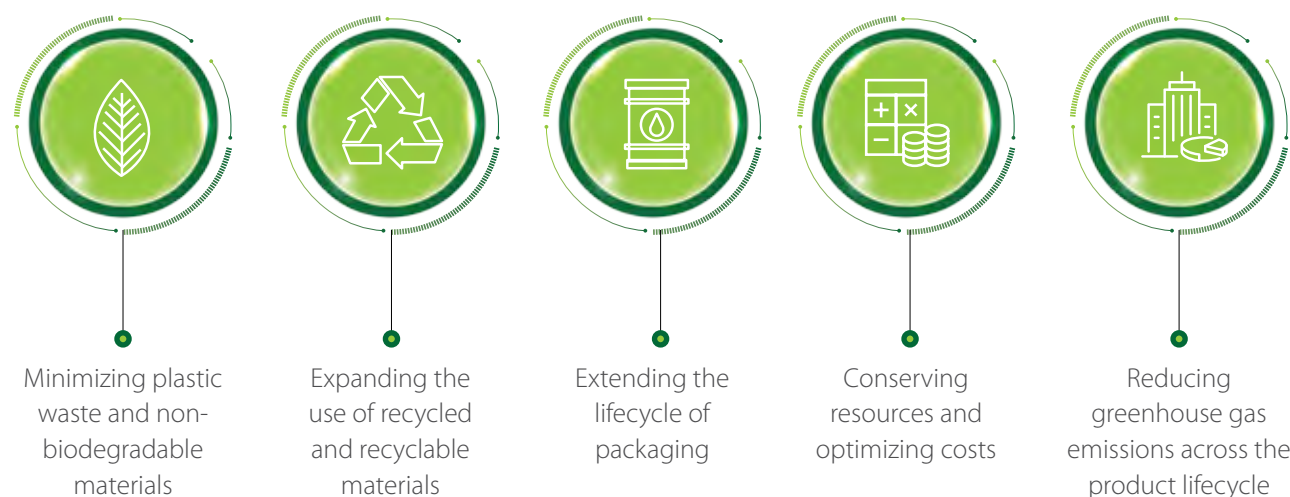 Minimizing plastic
waste and non-
biodegradable
materials
Expanding the
use of recycled
and recyclable
materials
Extending the
lifecycle of
packaging
Conserving
resources and
optimizing costs
Reducing
greenhouse gas
emissions across the
product lifecycle